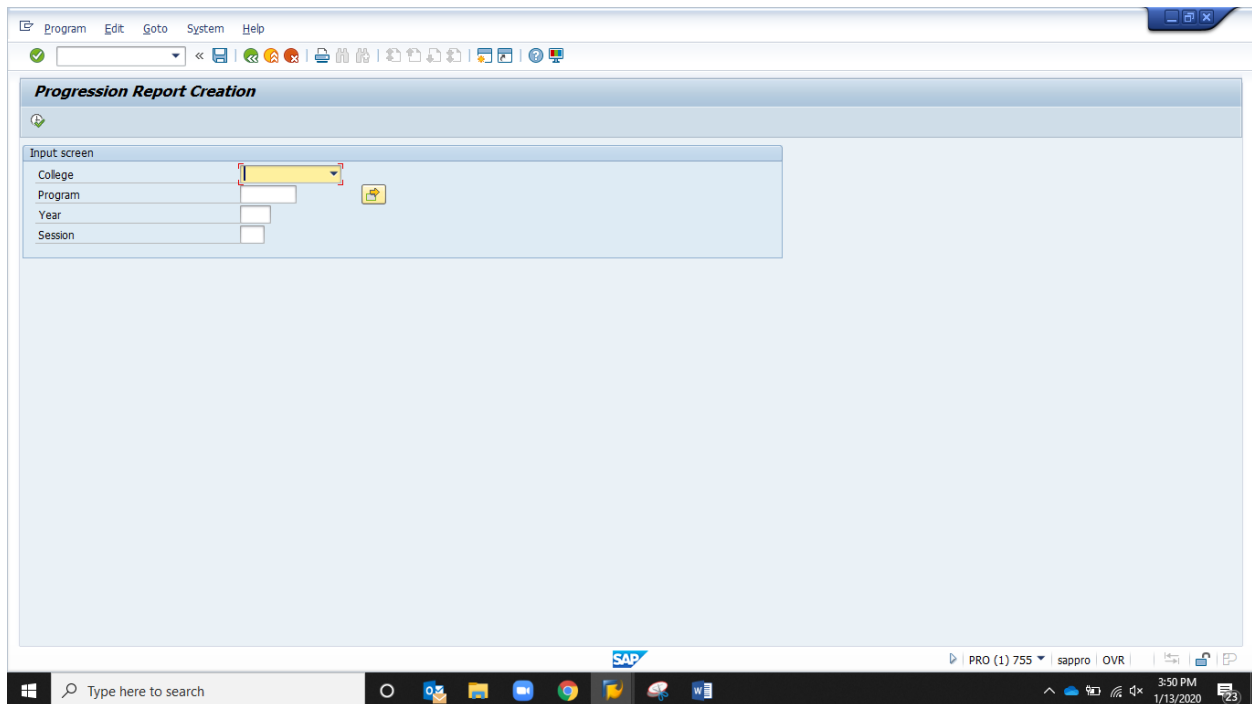 Program Edit Goto System Help
Progression Report Creation
Input screen
College
Program
Year
Session
SAP
PRO (1) 755 sappro OVR
Type here to search
3:50 PM
1/13/2020
23